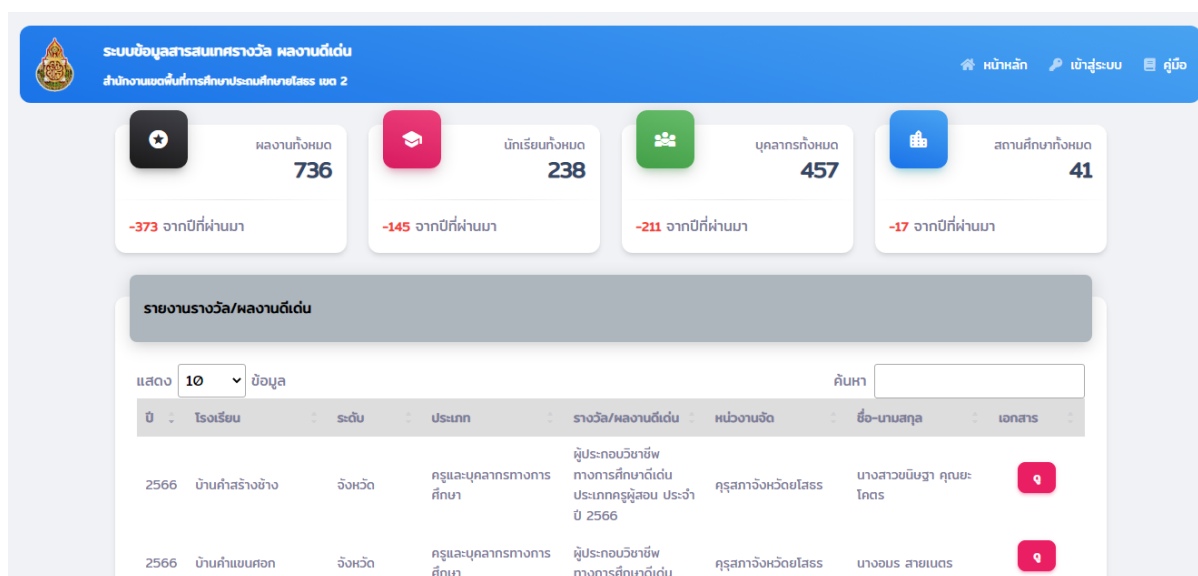 ระบบข้อมูลสารสนเทศรางวัล ผลงานดีเด่น
สำนักงานเขตพื้นที่การศึกษาประถมศึกษายโสธร เขต 2
หน้าหลัก เข้าสู่ระบบ คู่มือ
ผลงานทั้งหมด
736
-373 จากปีที่ผ่านมา
นักเรียนทั้งหมด
238
-145 จากปีที่ผ่านมา
บุคลากรทั้งหมด
457
-211 จากปีที่ผ่านมา
สถานศึกษาทั้งหมด
41
-17 จากปีที่ผ่านมา
รายงานรางวัล/ผลงานดีเด่น
แสดง 10 ข้อมูล
ค้นหา
ปี โรงเรียน ระดับ ประเภท รางวัล/ผลงานดีเด่น หน่วงานจัด ชื่อ-นามสกุล เอกสาร
2566
บ้านคำสร้างช้าง
จังหวัด
ครูและบุคลากรทางการ
ศึกษา
ผู้ประกอบวิชาชีพ
ทางการศึกษาดีเด่น
ประเภทครูผู้สอน ประจำ
ปี 2566
คุรุสภาจังหวัดยโสธร
นางสาวขนิษฐา คุณยะ
โคตร
ดู
2566
บ้านคำแขนศอก
จังหวัด
ครูและบุคลากรทางการ
ศึกษา
ผู้ประกอบวิชาชีพ
ทางการศึกษาดีเด่น
คุรุสภาจังหวัดยโสธร
นางอมร สายเนตร
ดู